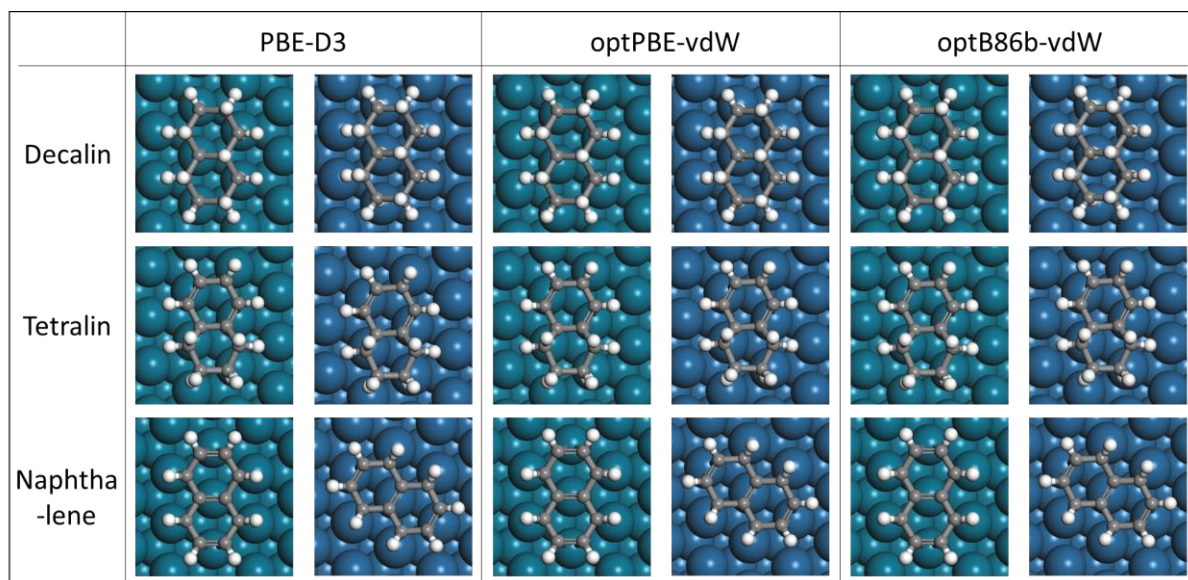 PBE-D3 optPBE-vdW optB86b-vdW
Decalin
Tetralin
Naphtha
-lene